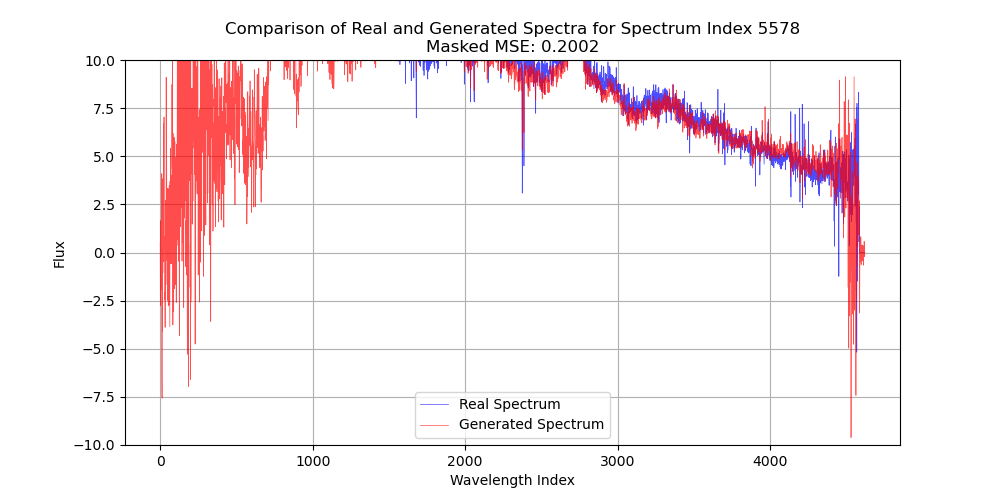 Comparison of Real and Generated Spectra for Spectrum Index 5578
Masked MSE: 0.2002
10.0
7.5
5.0
2.5
0.0
−2.5
−5.0
−7.5
−10.0
Flux
Real Spectrum
Generated Spectrum
0 1000 2000 3000 4000
Wavelength Index